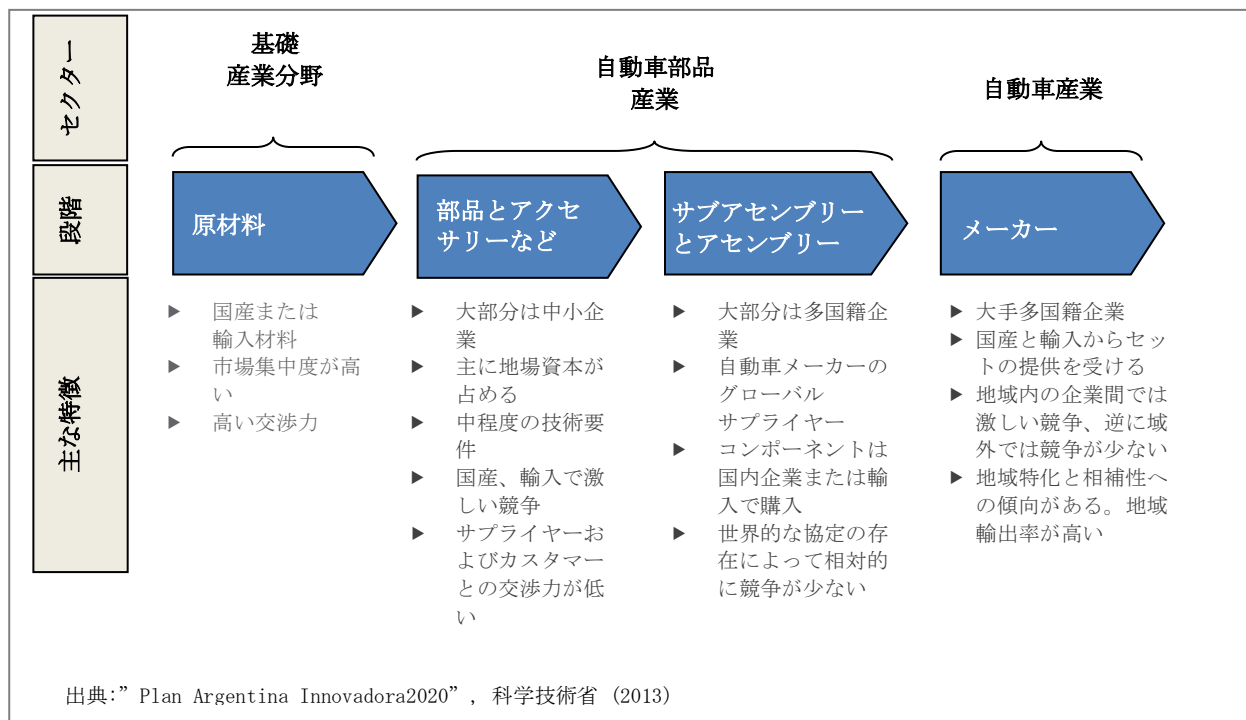 セクター
基礎
産業分野
自動車部品
産業
自動車産業
段階
原材料
部品とアクセ
サリーなど
サブアセンブリー
とアセンブリー
メーカー
主な特徴
▶ 国産または
輸入材料
▶ 市場集中度が高
い
▶ 高い交渉力
▶ 大部分は中小企
業
▶ 主に地場資本が
占める
▶ 中程度の技術要
件
▶ 国産、輸入で激
しい競争
▶ サプライヤーお
よびカスタマー
との交渉力が低
い
▶ 大部分は多国籍企
業
▶ 自動車メーカーの
グローバル
サプライヤー
▶ コンポーネントは
国内企業または輸
入で購入
▶ 世界的な協定の存
在によって相対的
に競争が少ない
▶ 大手多国籍企業
▶ 国産と輸入からセッ
トの提供を受ける
▶ 地域内の企業間では
激しい競争、逆に域
外では競争が少ない
▶ 地域特化と相補性へ
の傾向がある。地域
輸出率が高い
出典:”Plan Argentina Innovadora2020”, 科学技術省 (2013)